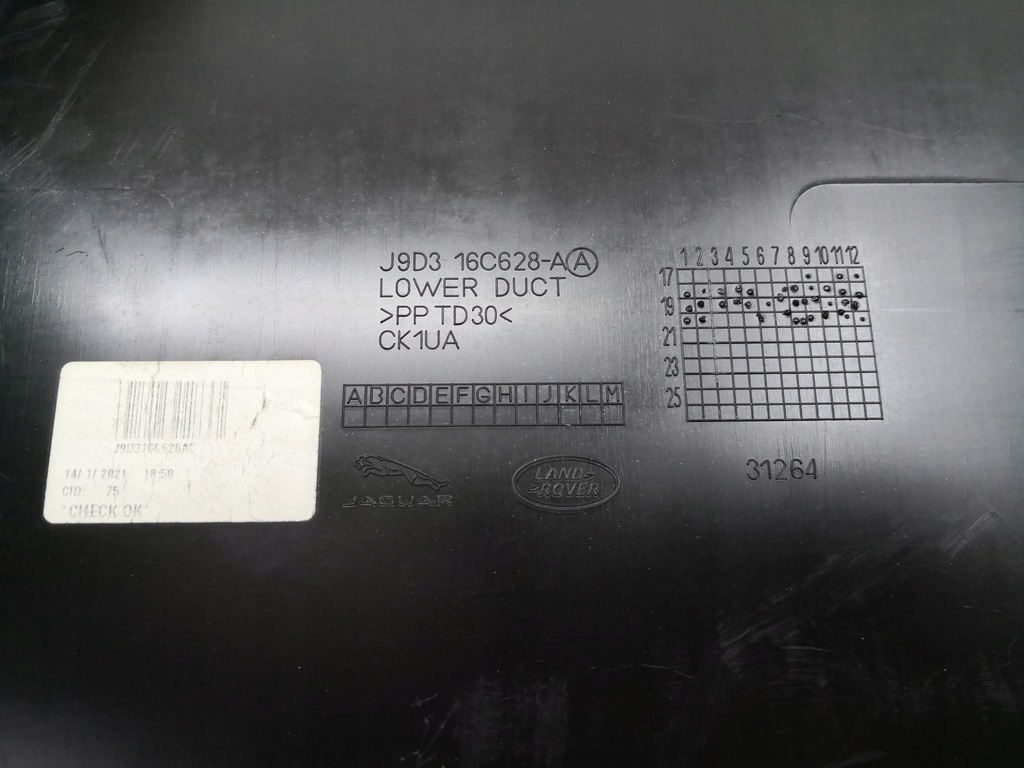 J9D3 16C628-A A
LOWER DUCT
>PP TD30<
CK1UA
1 2 3 4 5 6 7 8 9 10 11 12
17
19
21
23
25
A B C D E F G H I J K L M
JAGUAR
LAND-
ROVER
31264
J9D316C628AC
14/ 1/ 2021 18:50
CID: 75
"CHECK OK"